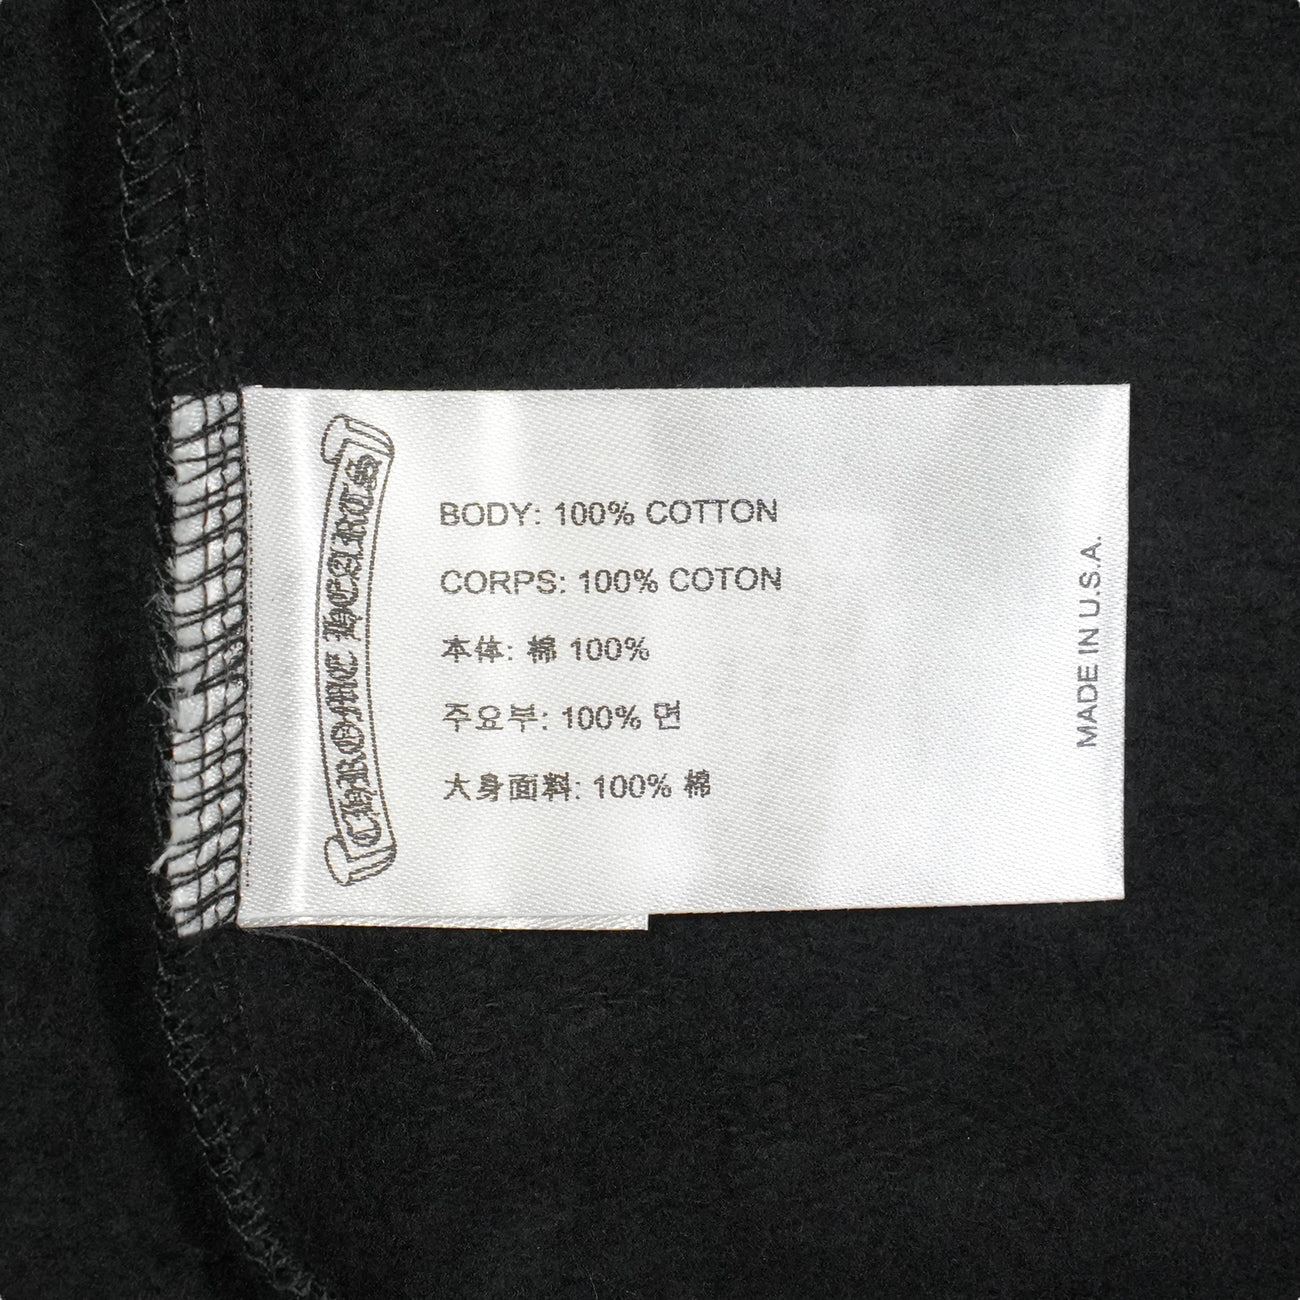 CHROME HEARTS
BODY: 100% COTTON
CORPS: 100% COTON
本体: 棉 100%
주요부: 100% 면
大身面料: 100% 棉
MADE IN U.S.A.